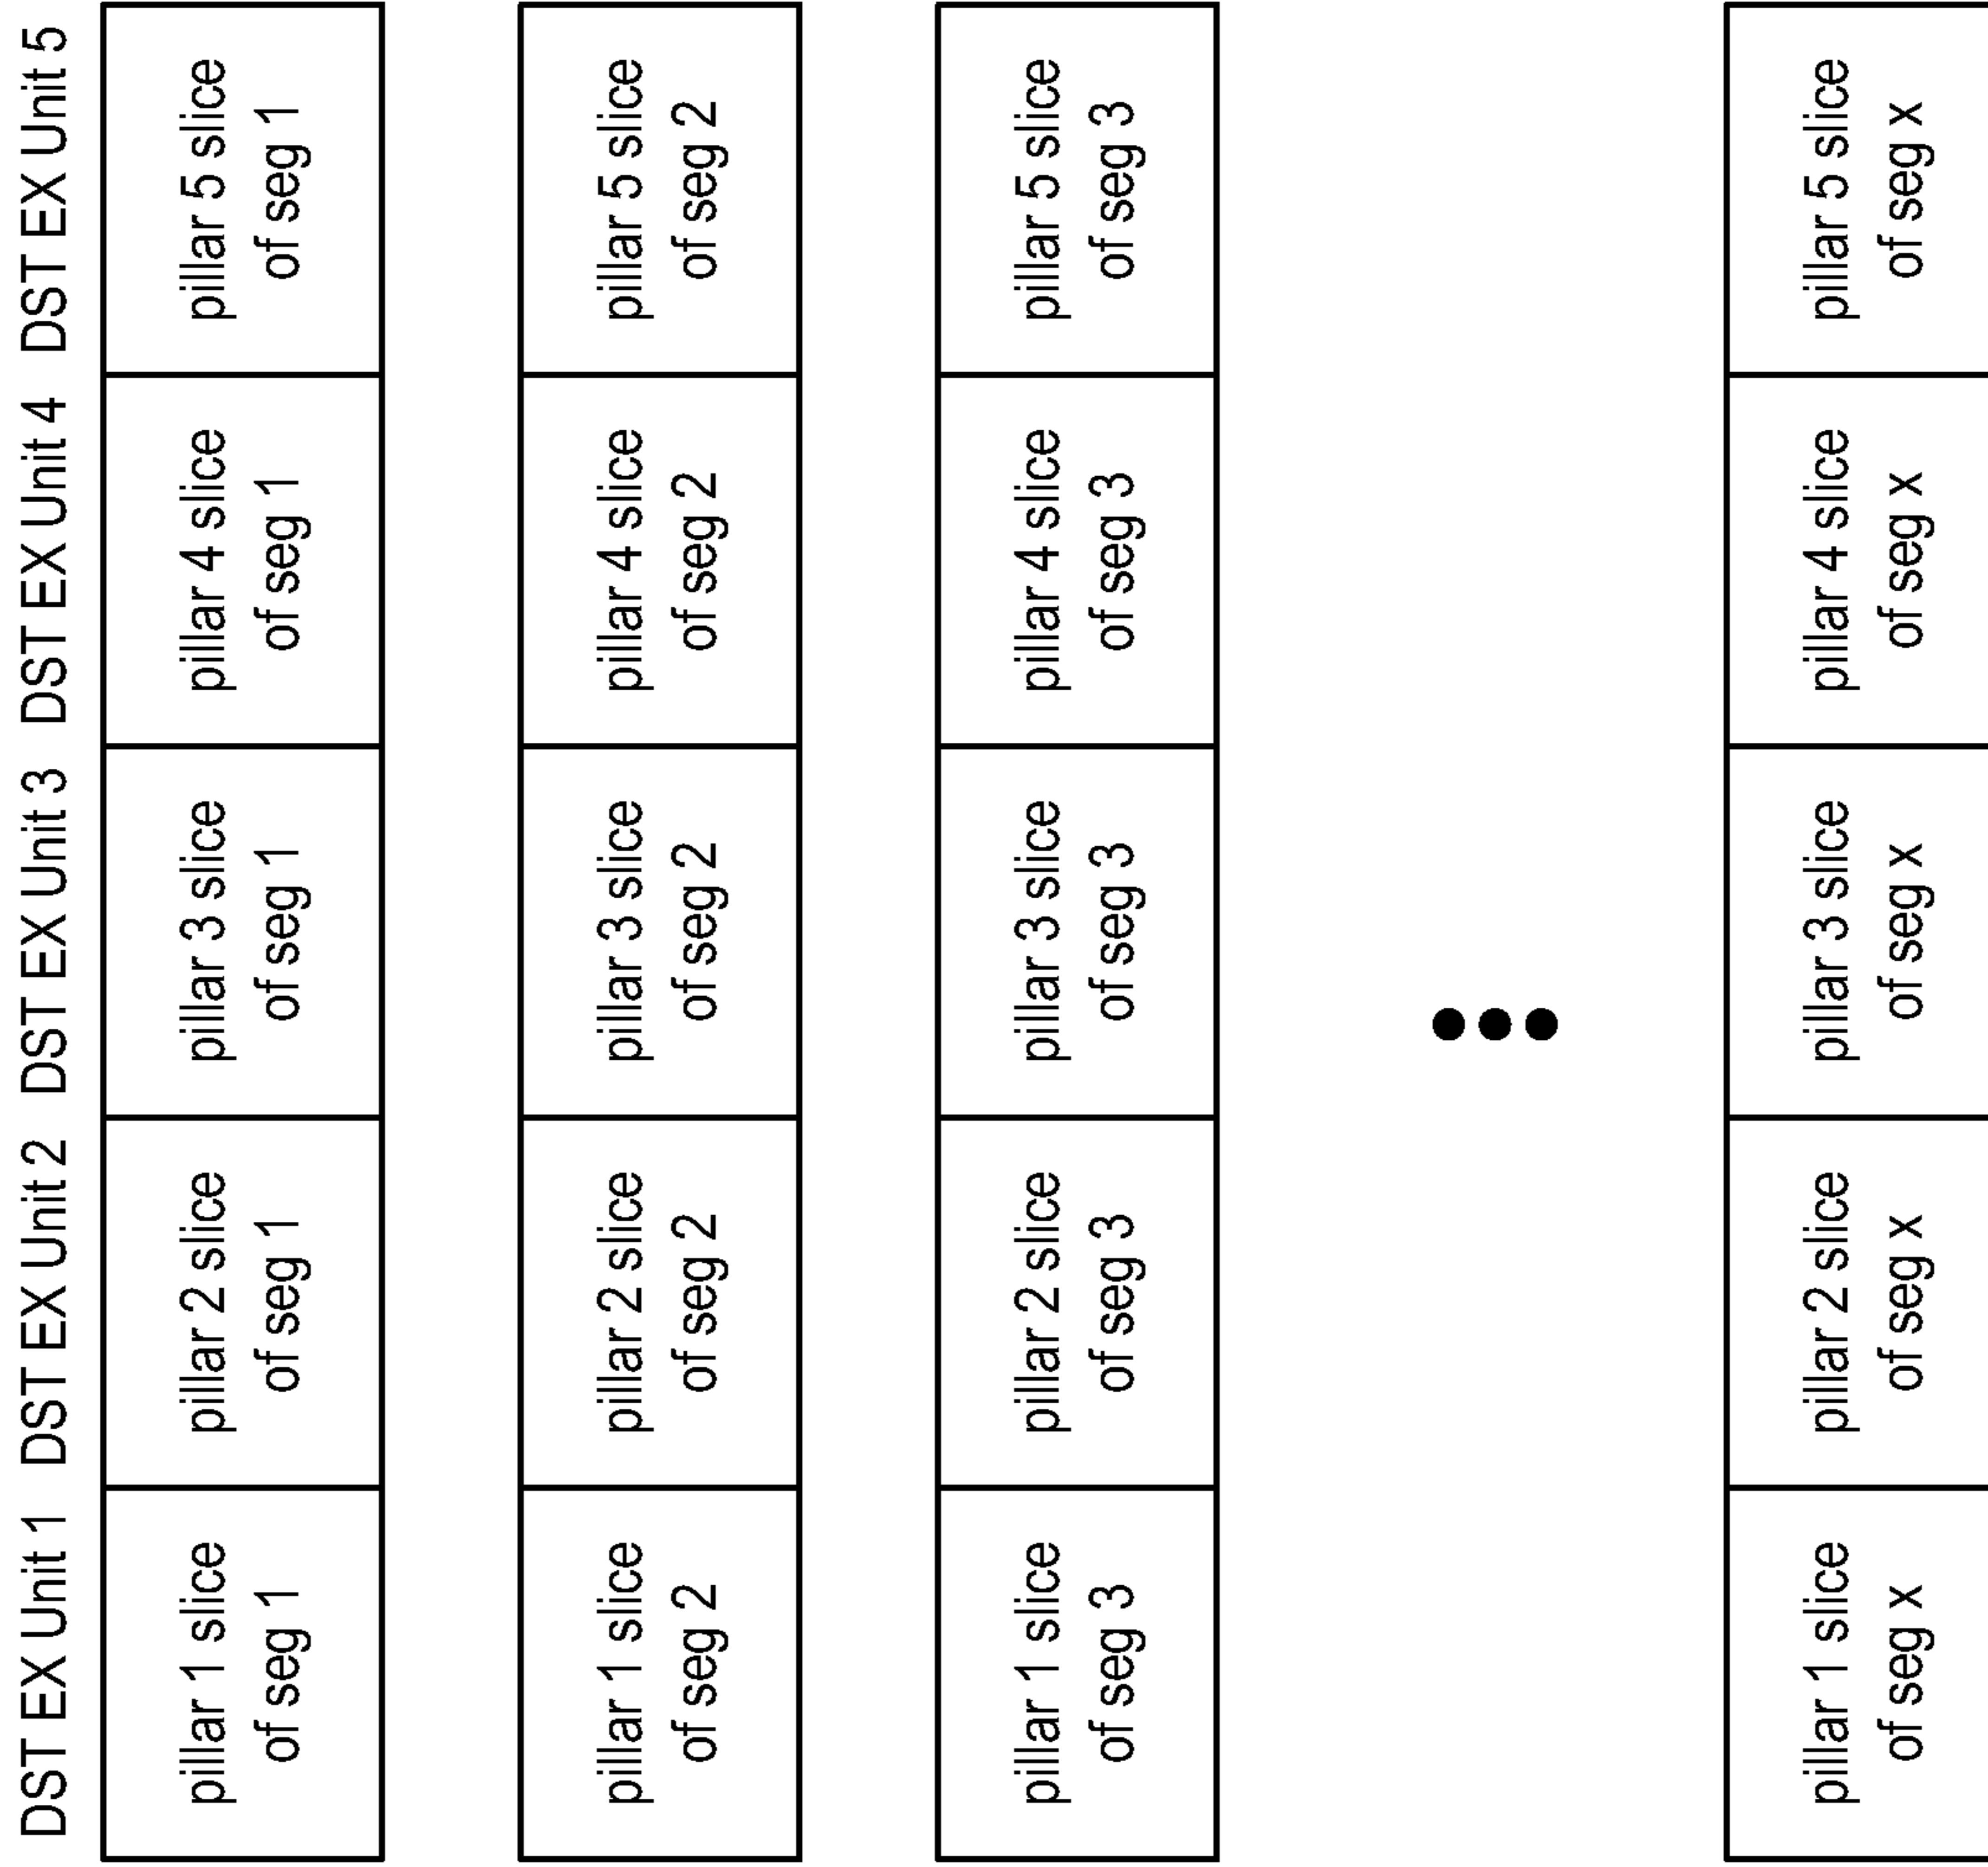 DST EX Unit 1 DST EX Unit 2 DST EX Unit 3 DST EX Unit 4 DST EX Unit 5
pillar 1 slice
of seg 1
pillar 2 slice
of seg 1
pillar 3 slice
of seg 1
pillar 4 slice
of seg 1
pillar 5 slice
of seg 1
pillar 1 slice
of seg 2
pillar 2 slice
of seg 2
pillar 3 slice
of seg 2
pillar 4 slice
of seg 2
pillar 5 slice
of seg 2
pillar 1 slice
of seg 3
pillar 2 slice
of seg 3
pillar 3 slice
of seg 3
pillar 4 slice
of seg 3
pillar 5 slice
of seg 3
pillar 1 slice
of seg x
pillar 2 slice
of seg x
pillar 3 slice
of seg x
pillar 4 slice
of seg x
pillar 5 slice
of seg x